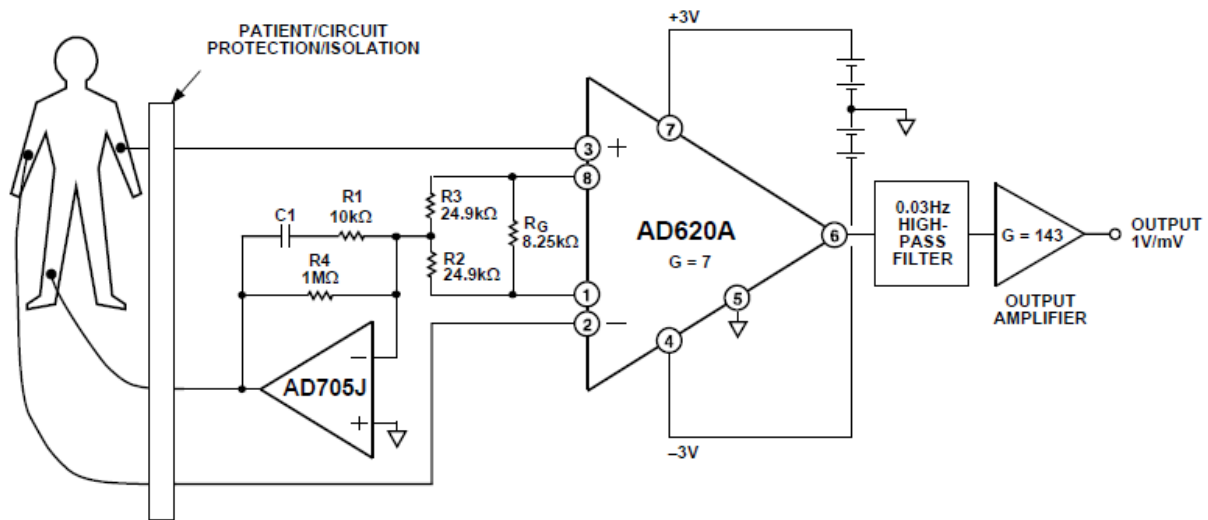 PATIENT/CIRCUIT
PROTECTION/ISOLATION
+3V
7
3
+
8
R1
10kΩ
C1
R3
24.9kΩ
RG
8.25kΩ
AD620A
G = 7
6
0.03Hz
HIGH-
PASS
FILTER
G = 143
OUTPUT
1V/mV
R4
1MΩ
R2
24.9kΩ
1
5
2
–
4
OUTPUT
AMPLIFIER
–
AD705J
+
–3V